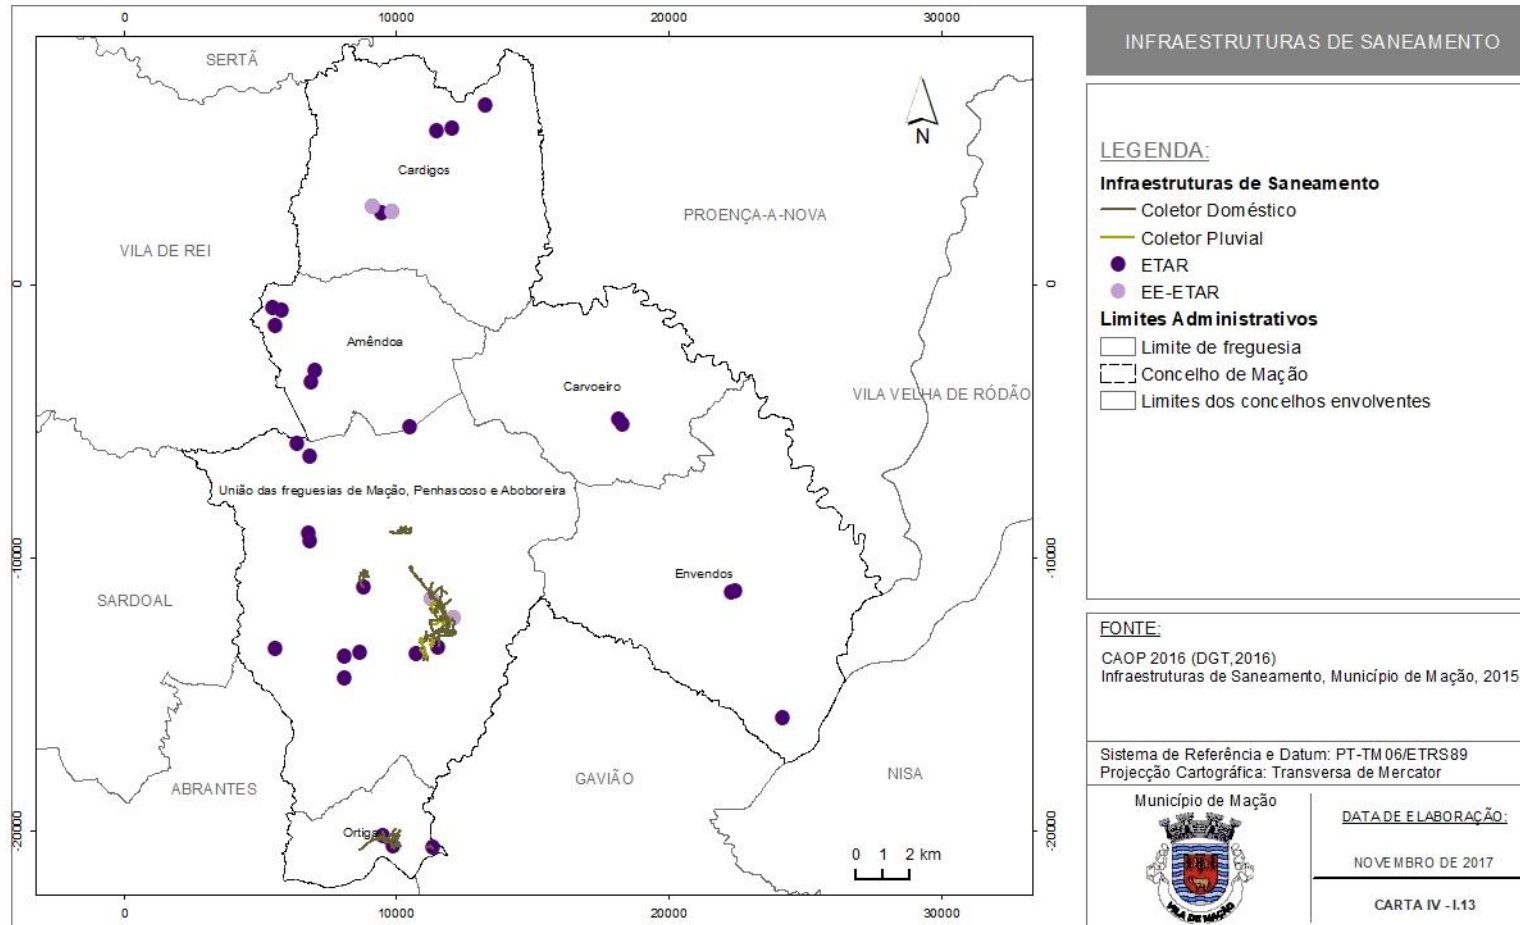 0
10000
20000
30000
INFRAESTRUTURAS DE SANEAMENTO
SERTÃ
N
Cardigos
PROENÇA-A-NOVA
VILA DE REI
0
0
Amêndoa
Carvoeiro
VILA VELHA DE RÓDÃO
União das freguesias de Mação, Penhascoso e Aboboreira
-10000
-10000
Envendos
SARDOAL
ABRANTES
GAVIÃO
NISA
Ortiga
-20000
-20000
0 1 2 km
0
10000
20000
30000
LEGENDA:
Infraestruturas de Saneamento
Coletor Doméstico
Coletor Pluvial
ETAR
EE-ETAR
Limites Administrativos
Limite de freguesia
Concelho de Mação
Limites dos concelhos envolventes
FONTE:
CAOP 2016 (DGT,2016)
Infraestruturas de Saneamento, Município de Mação, 2015
Sistema de Referência e Datum: PT-TM06/ETRS89
Projecção Cartográfica: Transversa de Mercator
Município de Mação
VILA DE MAÇÃO
DATA DE ELABORAÇÃO:
NOVEMBRO DE 2017
CARTA IV - I.13